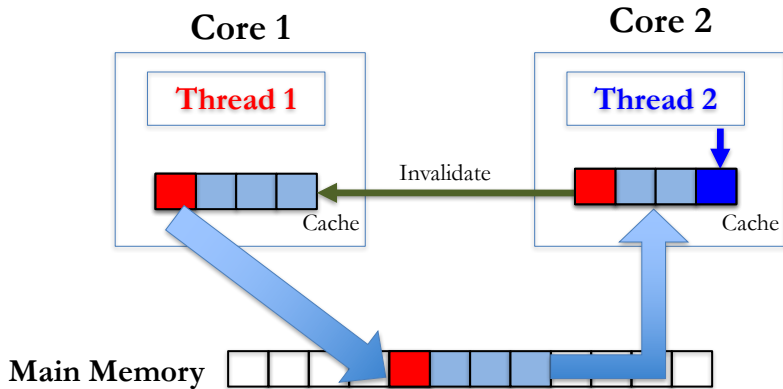 Core 1
Core 2
Thread 1
Thread 2
Invalidate
Cache
Cache
Main Memory